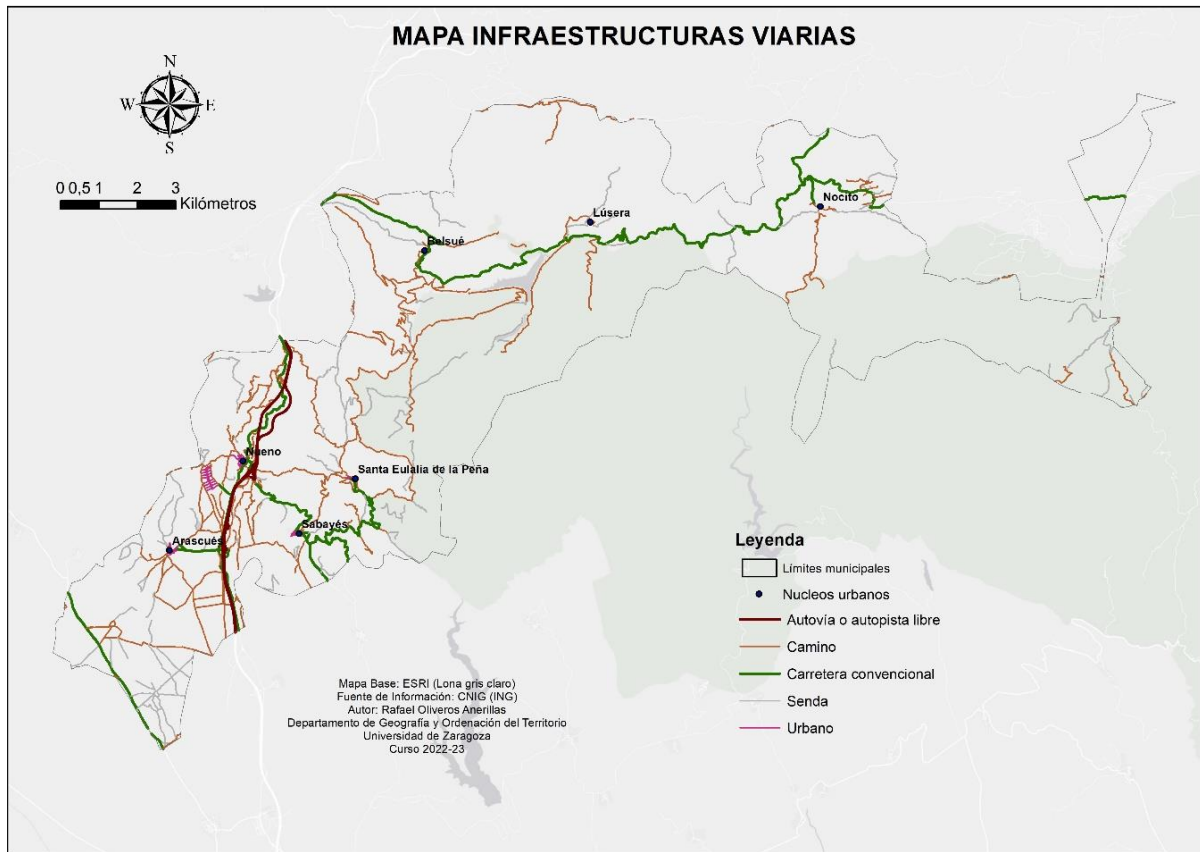 MAPA INFRAESTRUCTURAS VIARIAS
N
W E
S
0 0,5 1 2 3
Kilómetros
Nocito
Lúsera
Belsué
Nueno
Santa Eulalia de la Peña
Sabayés
Arascués
Leyenda
Límites municipales
Nucleos urbanos
Autovía o autopista libre
Camino
Carretera convencional
Senda
Urbano
Mapa Base: ESRI (Lona gris claro)
Fuente de Información: CNIG (ING)
Autor: Rafael Oliveros Anerillas
Departamento de Geografía y Ordenación del Territorio
Universidad de Zaragoza
Curso 2022-23